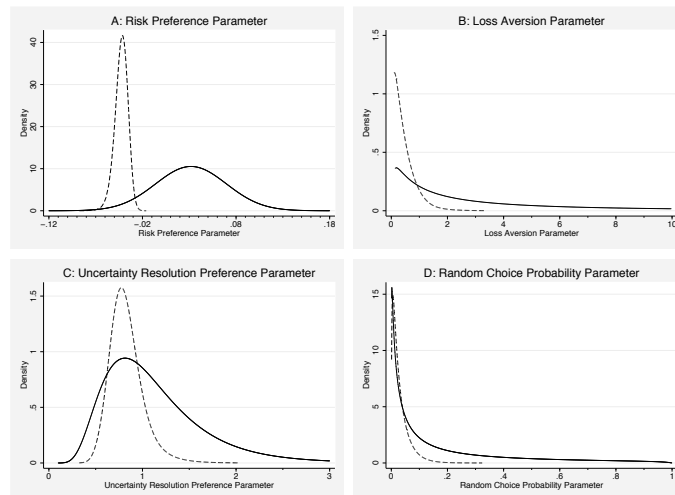 A: Risk Preference Parameter
Density
0 10 20 30 40
-.12 -.02 .08 .18
Risk Preference Parameter
B: Loss Aversion Parameter
Density
0 .5 1 1.5
0 2 4 6 8 10
Loss Aversion Parameter
C: Uncertainty Resolution Preference Parameter
Density
0 .5 1 1.5
0 1 2 3
Uncertainty Resolution Preference Parameter
D: Random Choice Probability Parameter
Density
0 5 10 15
0 .2 .4 .6 .8 1
Random Choice Probability Parameter